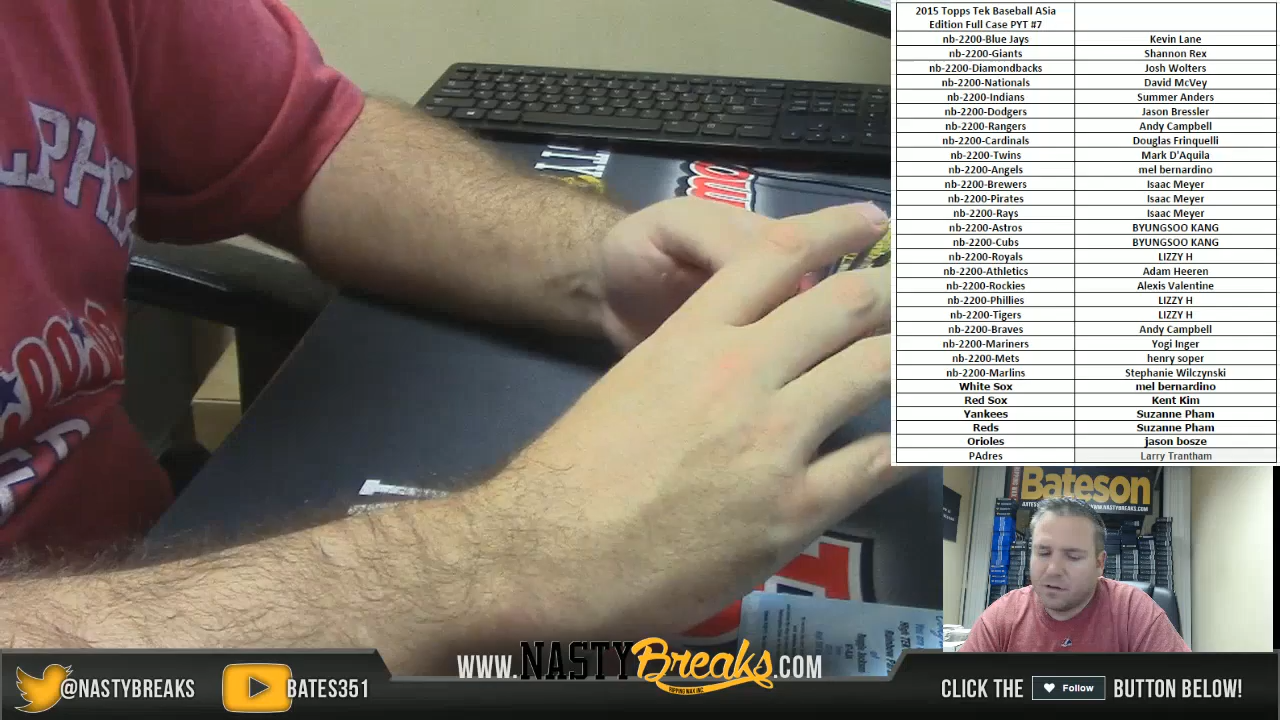 2015 Topps Tek Baseball ASia
Edition Full Case PYT #7
nb-2200-Blue Jays Kevin Lane
nb-2200-Giants Shannon Rex
nb-2200-Diamondbacks Josh Wolters
nb-2200-Nationals David McVey
nb-2200-Indians Summer Anders
nb-2200-Dodgers Jason Bressler
nb-2200-Rangers Andy Campbell
nb-2200-Cardinals Douglas Frinquelli
nb-2200-Twins Mark D'Aquila
nb-2200-Angels mel bernardino
nb-2200-Brewers Isaac Meyer
nb-2200-Pirates Isaac Meyer
nb-2200-Rays Isaac Meyer
nb-2200-Astros BYUNGSOO KANG
nb-2200-Cubs BYUNGSOO KANG
nb-2200-Royals LIZZY H
nb-2200-Athletics Adam Heeren
nb-2200-Rockies Alexis Valentine
nb-2200-Phillies LIZZY H
nb-2200-Tigers LIZZY H
nb-2200-Braves Andy Campbell
nb-2200-Mariners Yogi Inger
nb-2200-Mets henry soper
nb-2200-Marlins Stephanie Wilczynski
White Sox mel bernardino
Red Sox Kent Kim
Yankees Suzanne Pham
Reds Suzanne Pham
Orioles jason bosze
PAdres Larry Trantham
Bateson
WWW.NASTYBREAKS.COM
@NASTYBREAKS
BATES351
WWW.NASTYBreaks.COM
RIPPING WAX INC.
CLICK THE Follow BUTTON BELOW!